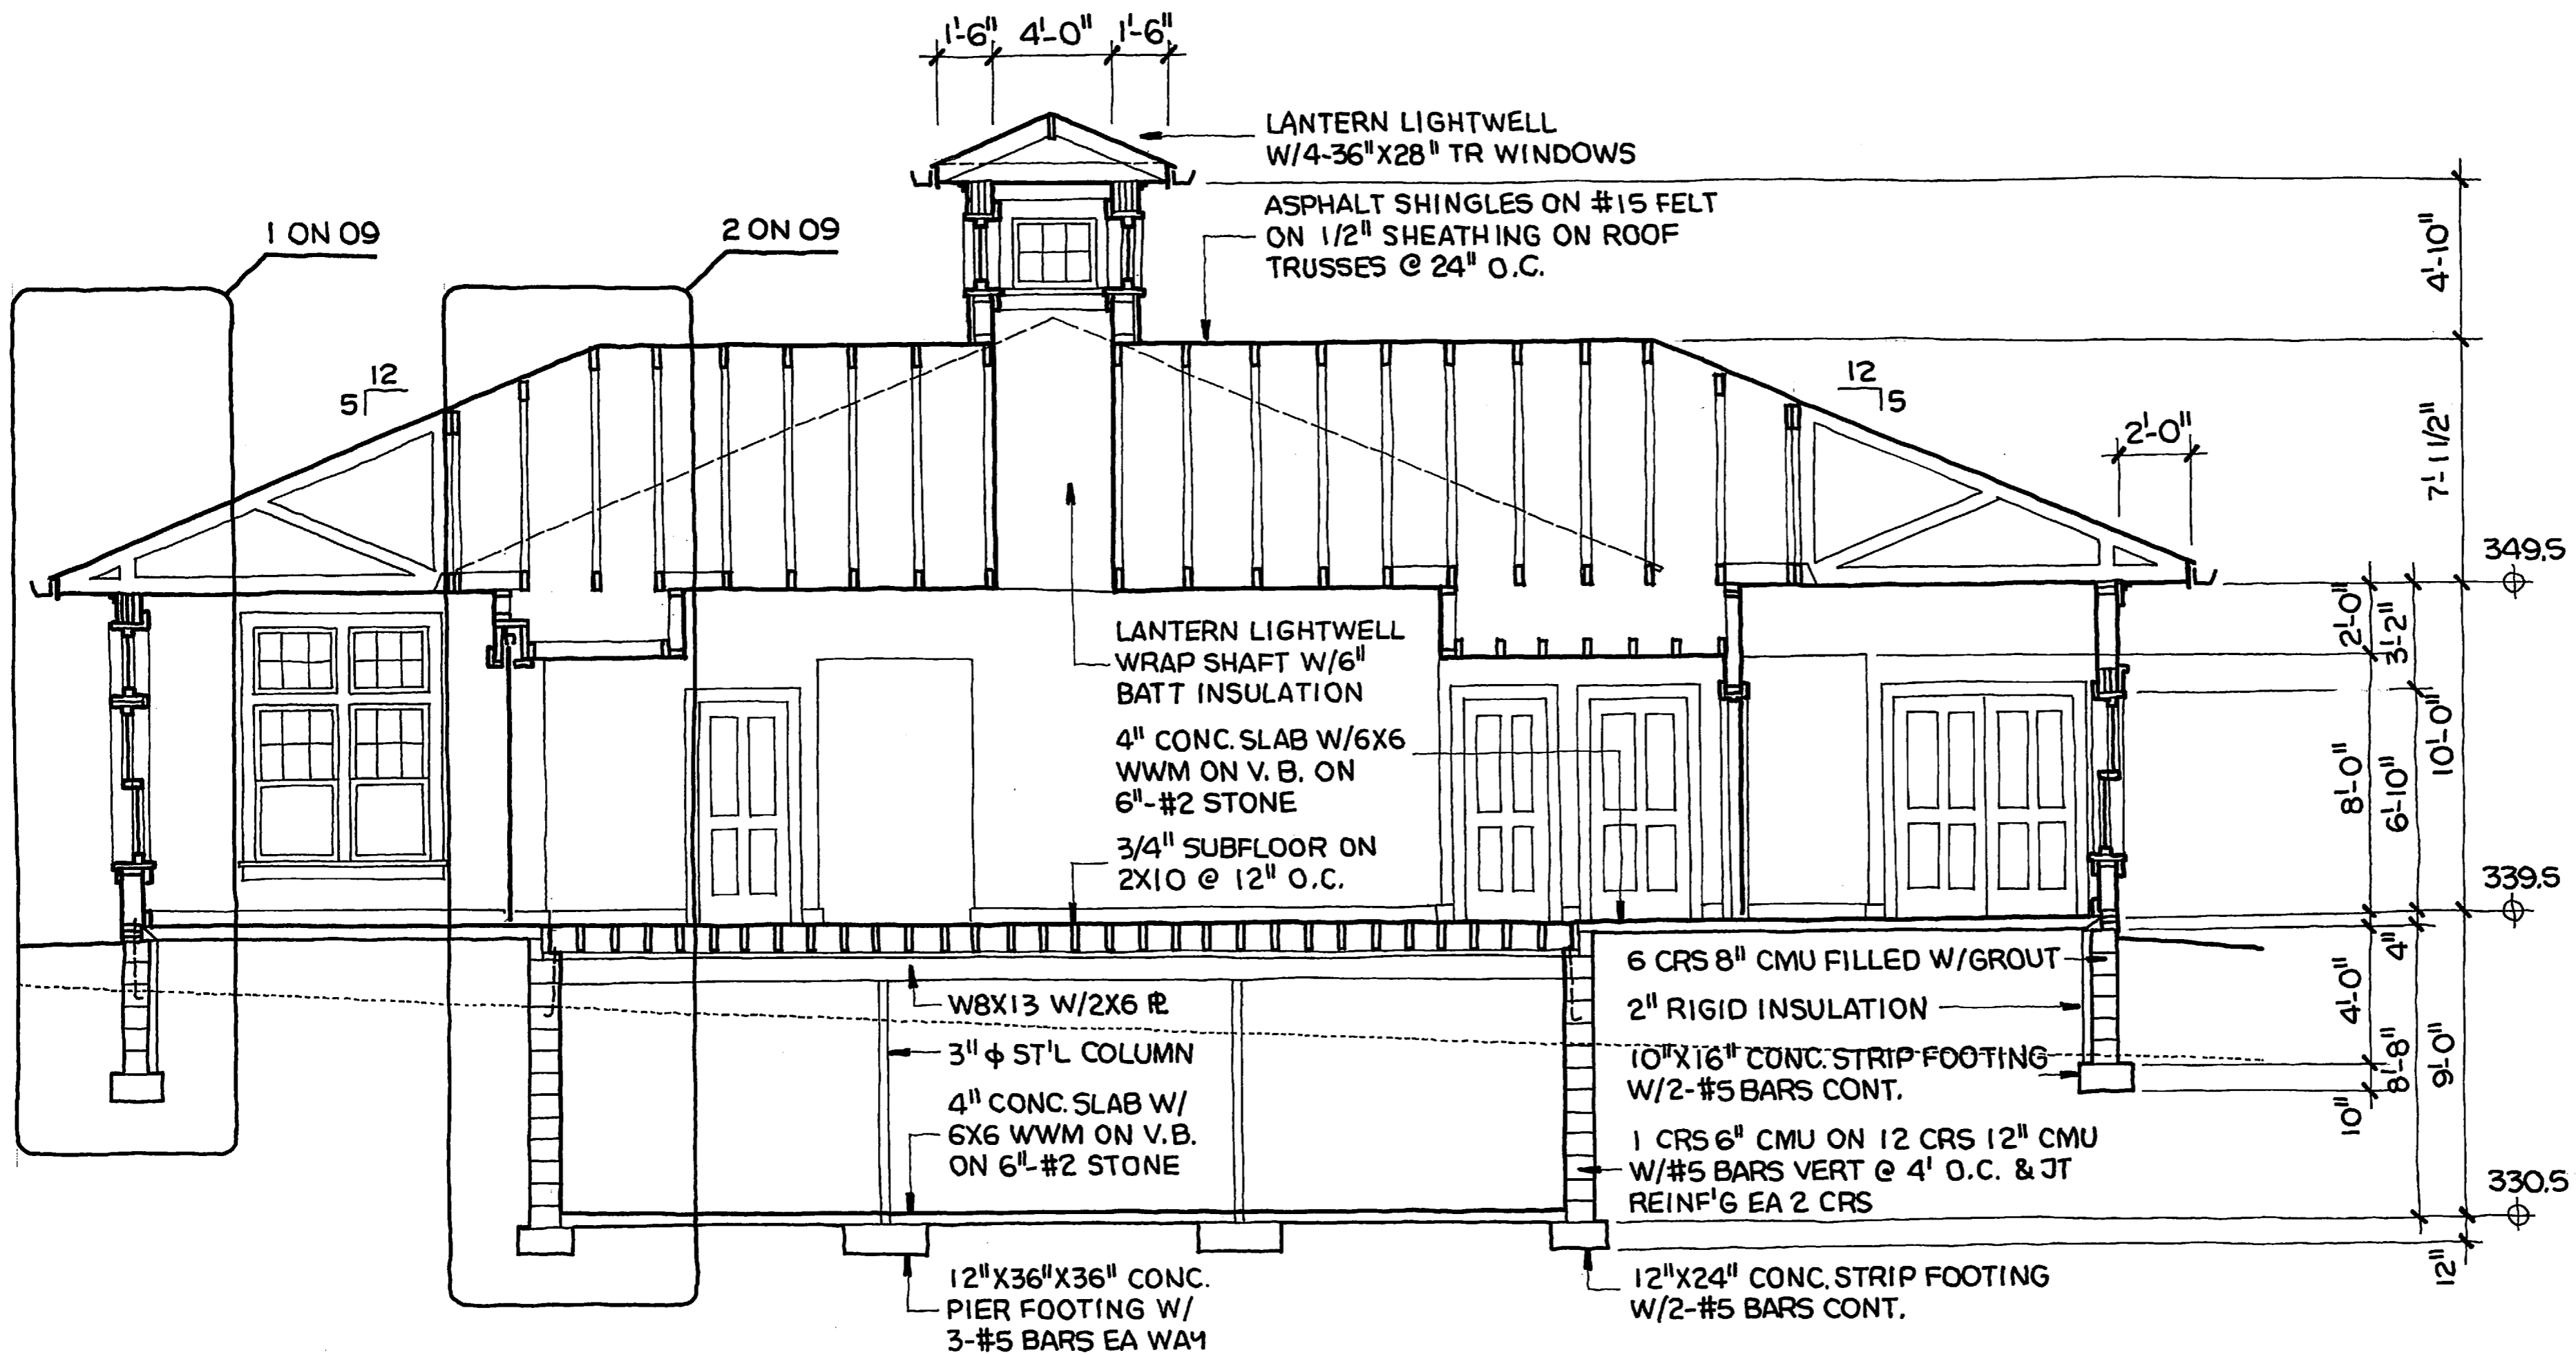 1'-6" 4'-0" 1'-6"
LANTERN LIGHTWELL
W/4-36"X28" TR WINDOWS
ASPHALT SHINGLES ON #15 FELT
ON 1/2" SHEATHING ON ROOF
TRUSSES @ 24" O.C.
1 ON 09
2 ON 09
4'-10"
12
5
12
5
2'-0"
7'-1 1/2"
349.5
LANTERN LIGHTWELL
WRAP SHAFT W/6"
BATT INSULATION
4" CONC. SLAB W/6X6
WWM ON V. B. ON
6"-#2 STONE
3/4" SUBFLOOR ON
2X10 @ 12" O.C.
2'-0"
3'-2"
10'-0"
8'-0"
6'-10"
339.5
W8X13 W/2X6 PL
3" ϕ ST'L COLUMN
4" CONC. SLAB W/
6X6 WWM ON V.B.
ON 6"-#2 STONE
6 CRS 8" CMU FILLED W/GROUT
2" RIGID INSULATION
10"X16" CONC. STRIP FOOTING
W/2-#5 BARS CONT.
1 CRS 6" CMU ON 12 CRS 12" CMU
W/#5 BARS VERT @ 4' O.C. & JT
REINF'G EA 2 CRS
4"
4'-0"
8'-8"
9'-0"
10"
330.5
12"
12"X36"X36" CONC.
PIER FOOTING W/
3-#5 BARS EA WAY
12"X24" CONC. STRIP FOOTING
W/2-#5 BARS CONT.